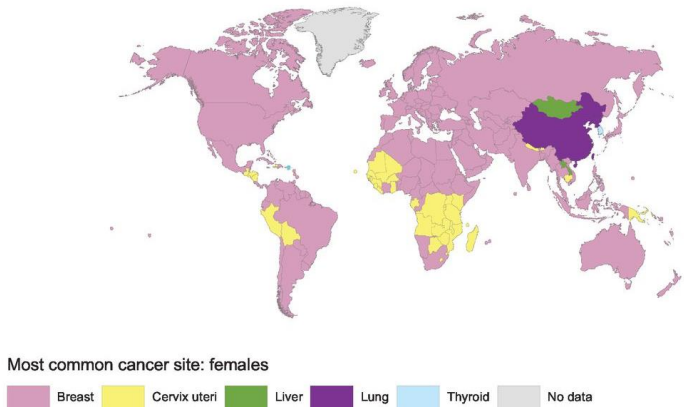 Most common cancer site: females
Breast Cervix uteri Liver Lung Thyroid No data